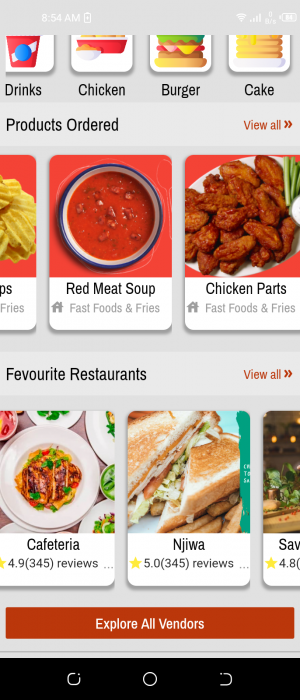 8:54 AM
Drinks Chicken Burger Cake
Products Ordered View all »
ps Red Meat Soup Chicken Parts
Fries Fast Foods & Fries Fast Foods & Fries
Fevourite Restaurants View all »
Cafeteria Njiwa Sav
4.9(345) reviews ... 5.0(345) reviews ... 4.8(
Explore All Vendors